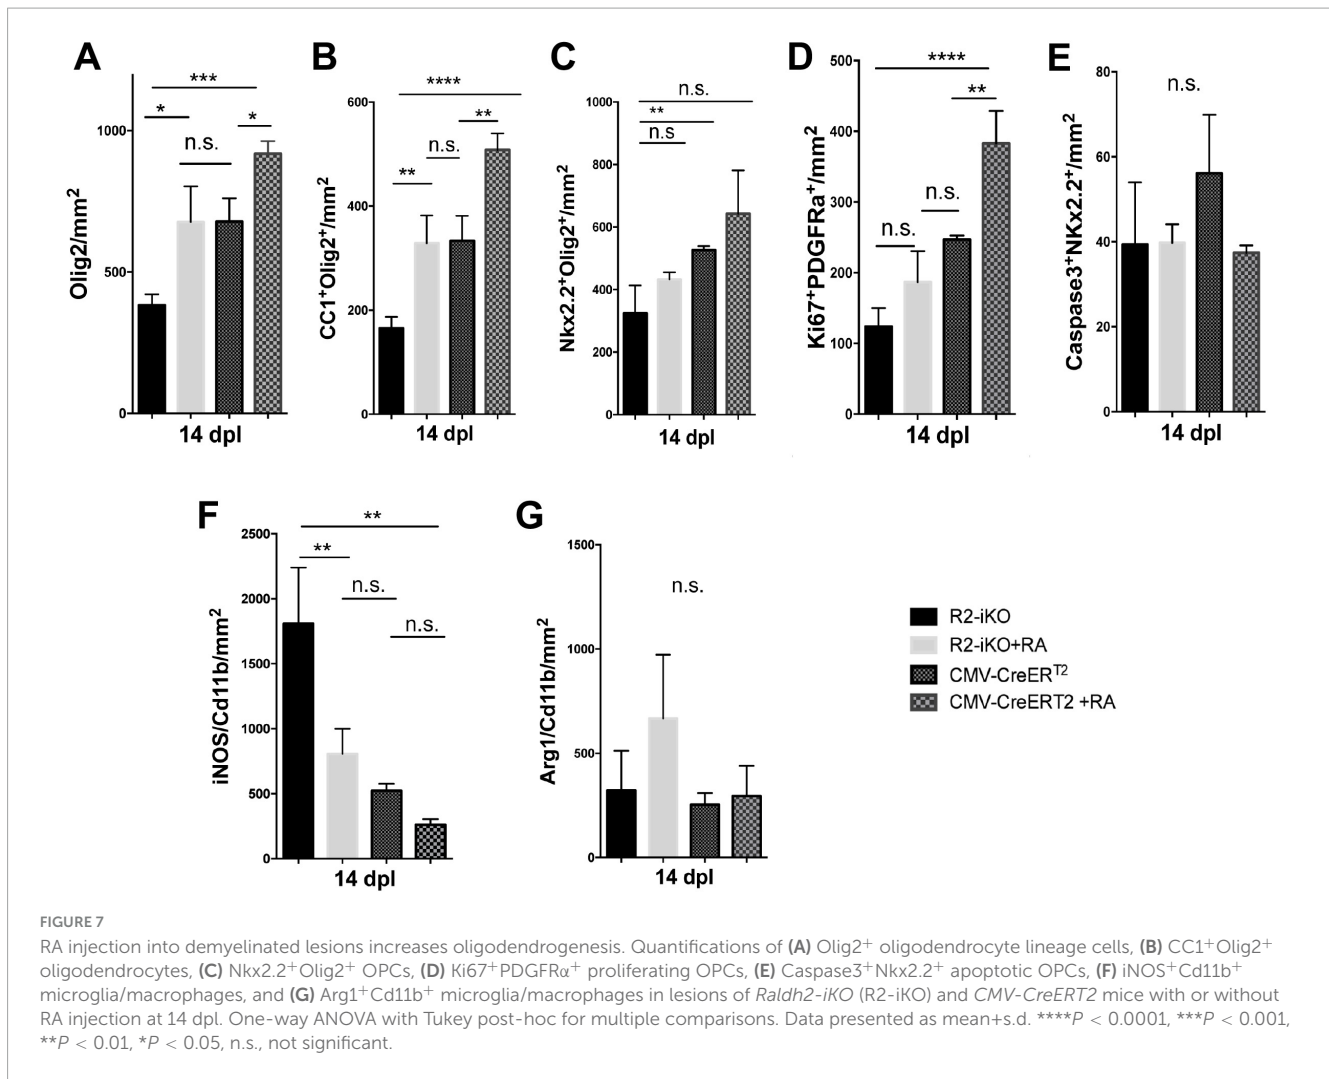 A
***
*
*
n.s.
Olig2/mm2
1000
500
0
14 dpl
B
****
**
n.s.
**
CC1+Olig2+/mm2
600
400
200
0
14 dpl
C
n.s.
**
n.s
Nkx2.2+Olig2+/mm2
1000
800
600
400
200
0
14 dpl
D
****
**
n.s.
n.s.
Ki67+PDGFRa+/mm2
500
400
300
200
100
0
14 dpl
E
n.s.
Caspase3+NKx2.2+/mm2
80
60
40
20
0
14 dpl
F
**
**
n.s.
n.s.
iNOS/Cd11b/mm2
2500
2000
1500
1000
500
0
14 dpl
G
n.s.
Arg1/Cd11b/mm2
1500
1000
500
0
14 dpl
R2-iKO
R2-iKO+RA
CMV-CreERT2
CMV-CreERT2 +RA
FIGURE 7
RA injection into demyelinated lesions increases oligodendrogenesis. Quantifications of (A) Olig2+ oligodendrocyte lineage cells, (B) CC1+Olig2+
oligodendrocytes, (C) Nkx2.2+Olig2+ OPCs, (D) Ki67+PDGFRα+ proliferating OPCs, (E) Caspase3+Nkx2.2+ apoptotic OPCs, (F) iNOS+Cd11b+
microglia/macrophages, and (G) Arg1+Cd11b+ microglia/macrophages in lesions of Raldh2-iKO (R2-iKO) and CMV-CreERT2 mice with or without
RA injection at 14 dpl. One-way ANOVA with Tukey post-hoc for multiple comparisons. Data presented as mean+s.d. ****P < 0.0001, ***P < 0.001,
**P < 0.01, *P < 0.05, n.s., not significant.